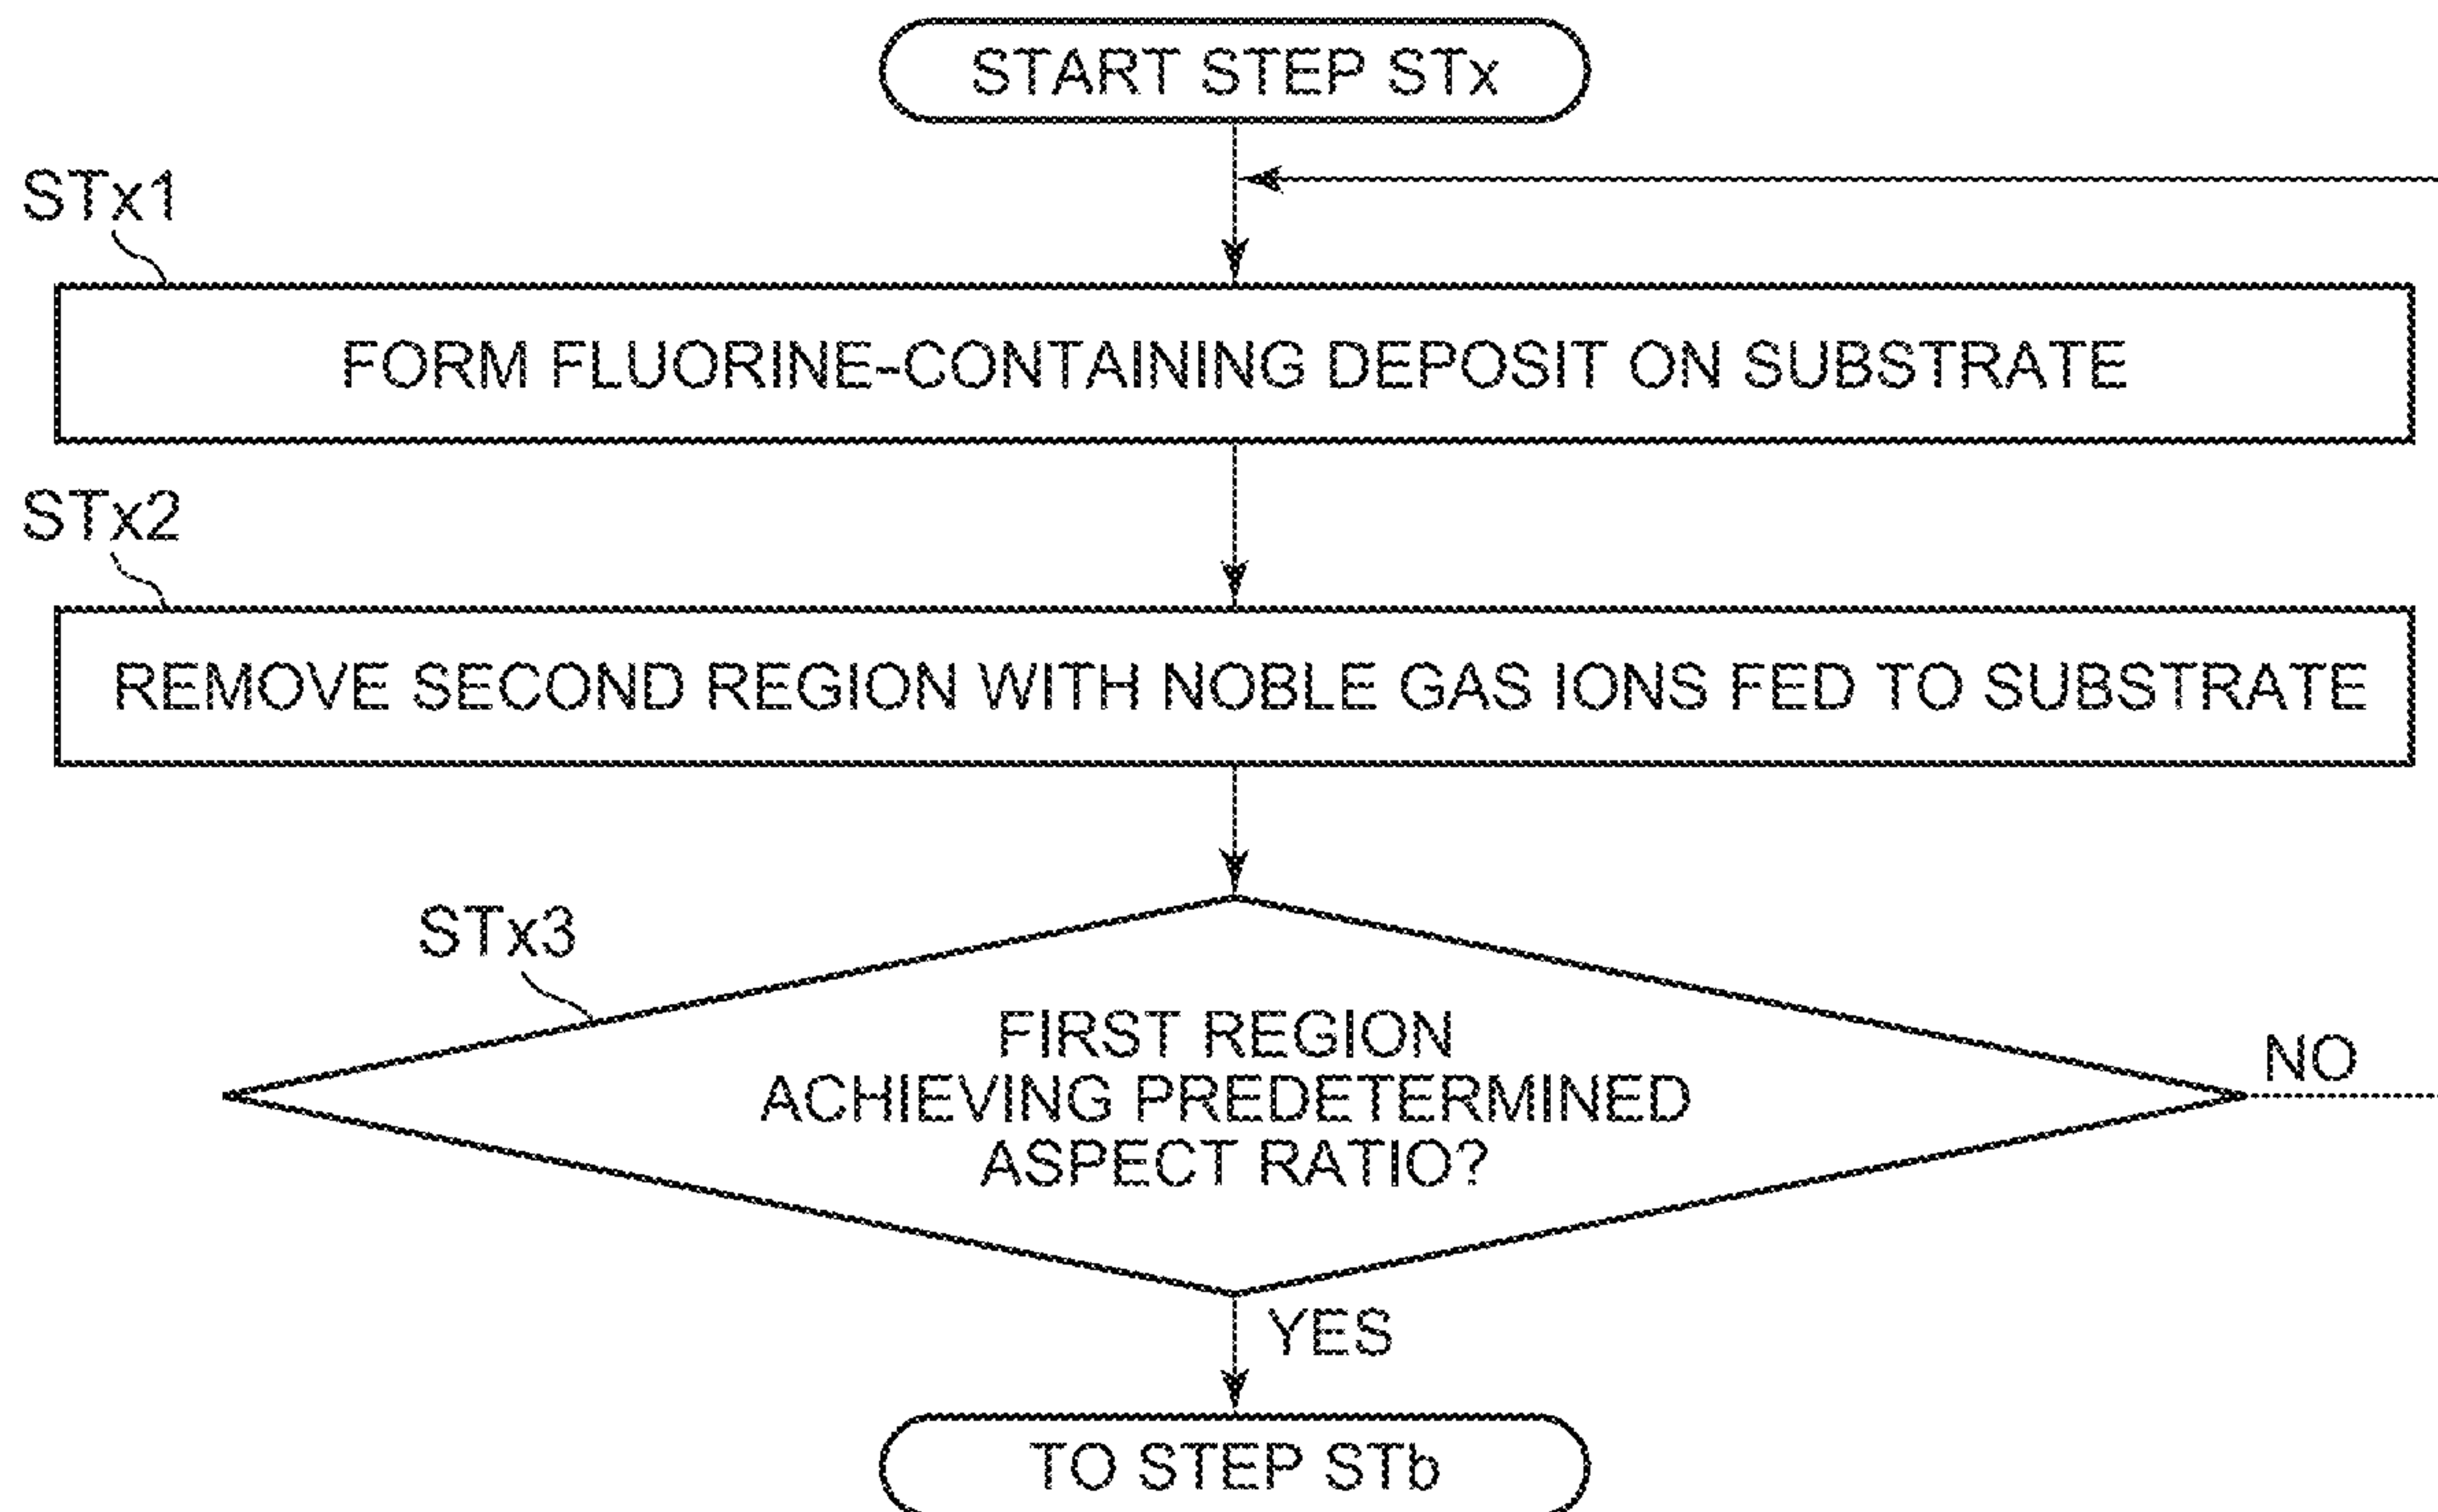 START STEP STx
STx1
FORM FLUORINE-CONTAINING DEPOSIT ON SUBSTRATE
STx2
REMOVE SECOND REGION WITH NOBLE GAS IONS FED TO SUBSTRATE
STx3
FIRST REGION
ACHIEVING PREDETERMINED
ASPECT RATIO?
NO
YES
TO STEP STb